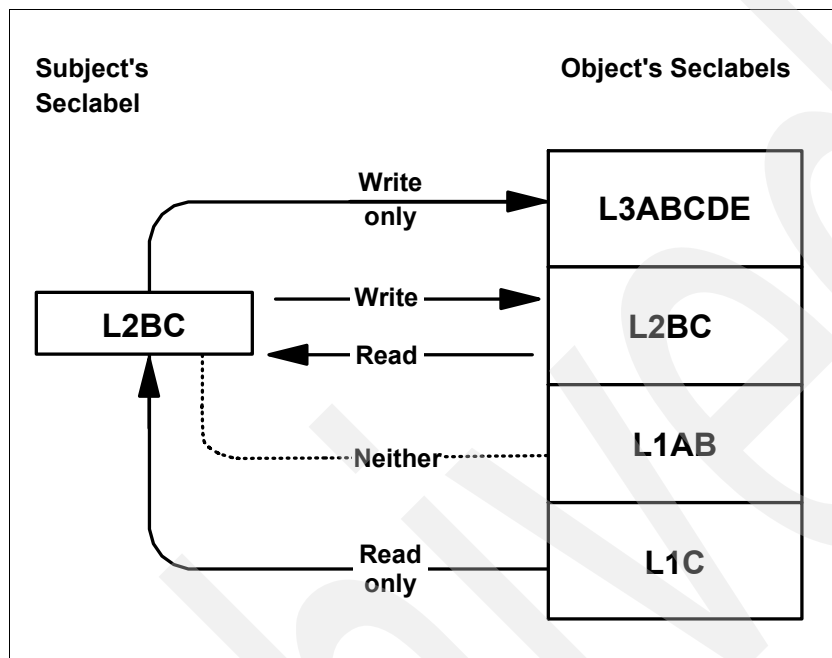 Subject's
Seclabel
Object's Seclabels
Write
only
L3ABCDE
Write
L2BC
L2BC
Read
Neither
L1AB
Read
only
L1C